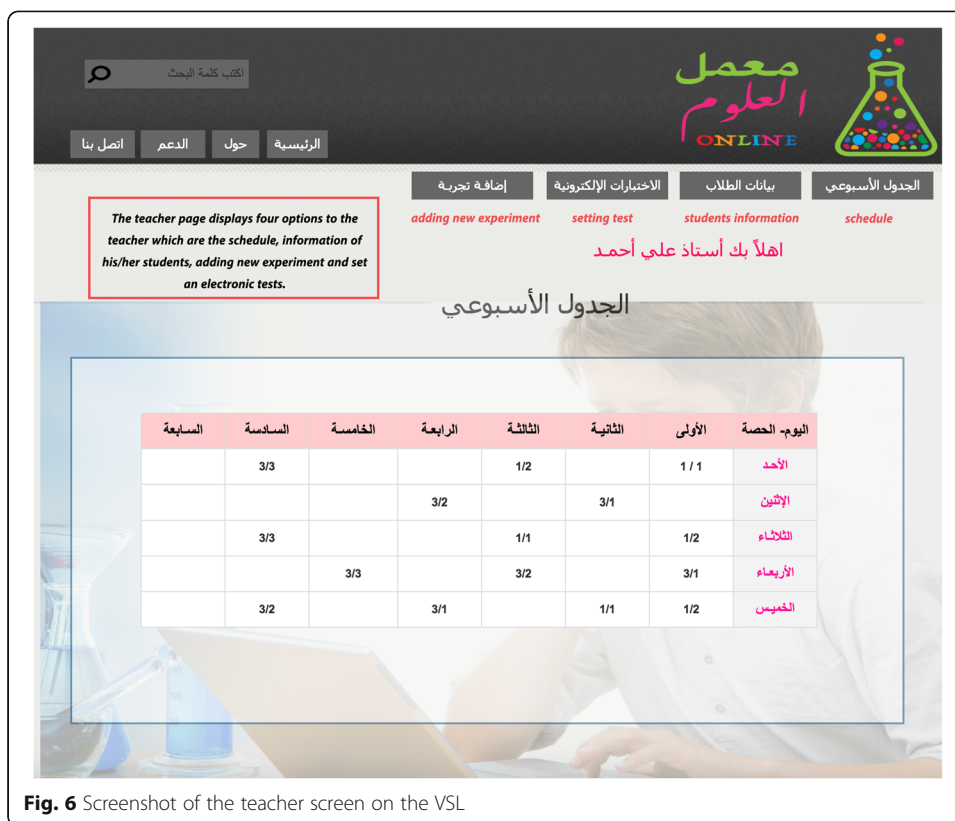 اكتب كلمة البحث
معمل
العلوم
ONLINE
الرئيسية حول الدعم اتصل بنا
الجدول الأسبوعي بيانات الطلاب الاختبارات الإلكترونية إضافة تجربة
schedule students information setting test adding new experiment
The teacher page displays four options to the
teacher which are the schedule, information of
his/her students, adding new experiment and set
an electronic tests.
اهلاً بك أستاذ علي أحمد
الجدول الأسبوعي
اليوم- الحصة الأولى الثانية الثالثة الرابعة الخامسة السادسة السابعة
الأحد 1 / 1 1/2 3/3
الإثنين 3/1 3/2
الثلاثاء 1/2 1/1 3/3
الأربعاء 3/1 3/2 3/3
الخميس 1/2 1/1 3/1 3/2
Fig. 6 Screenshot of the teacher screen on the VSL